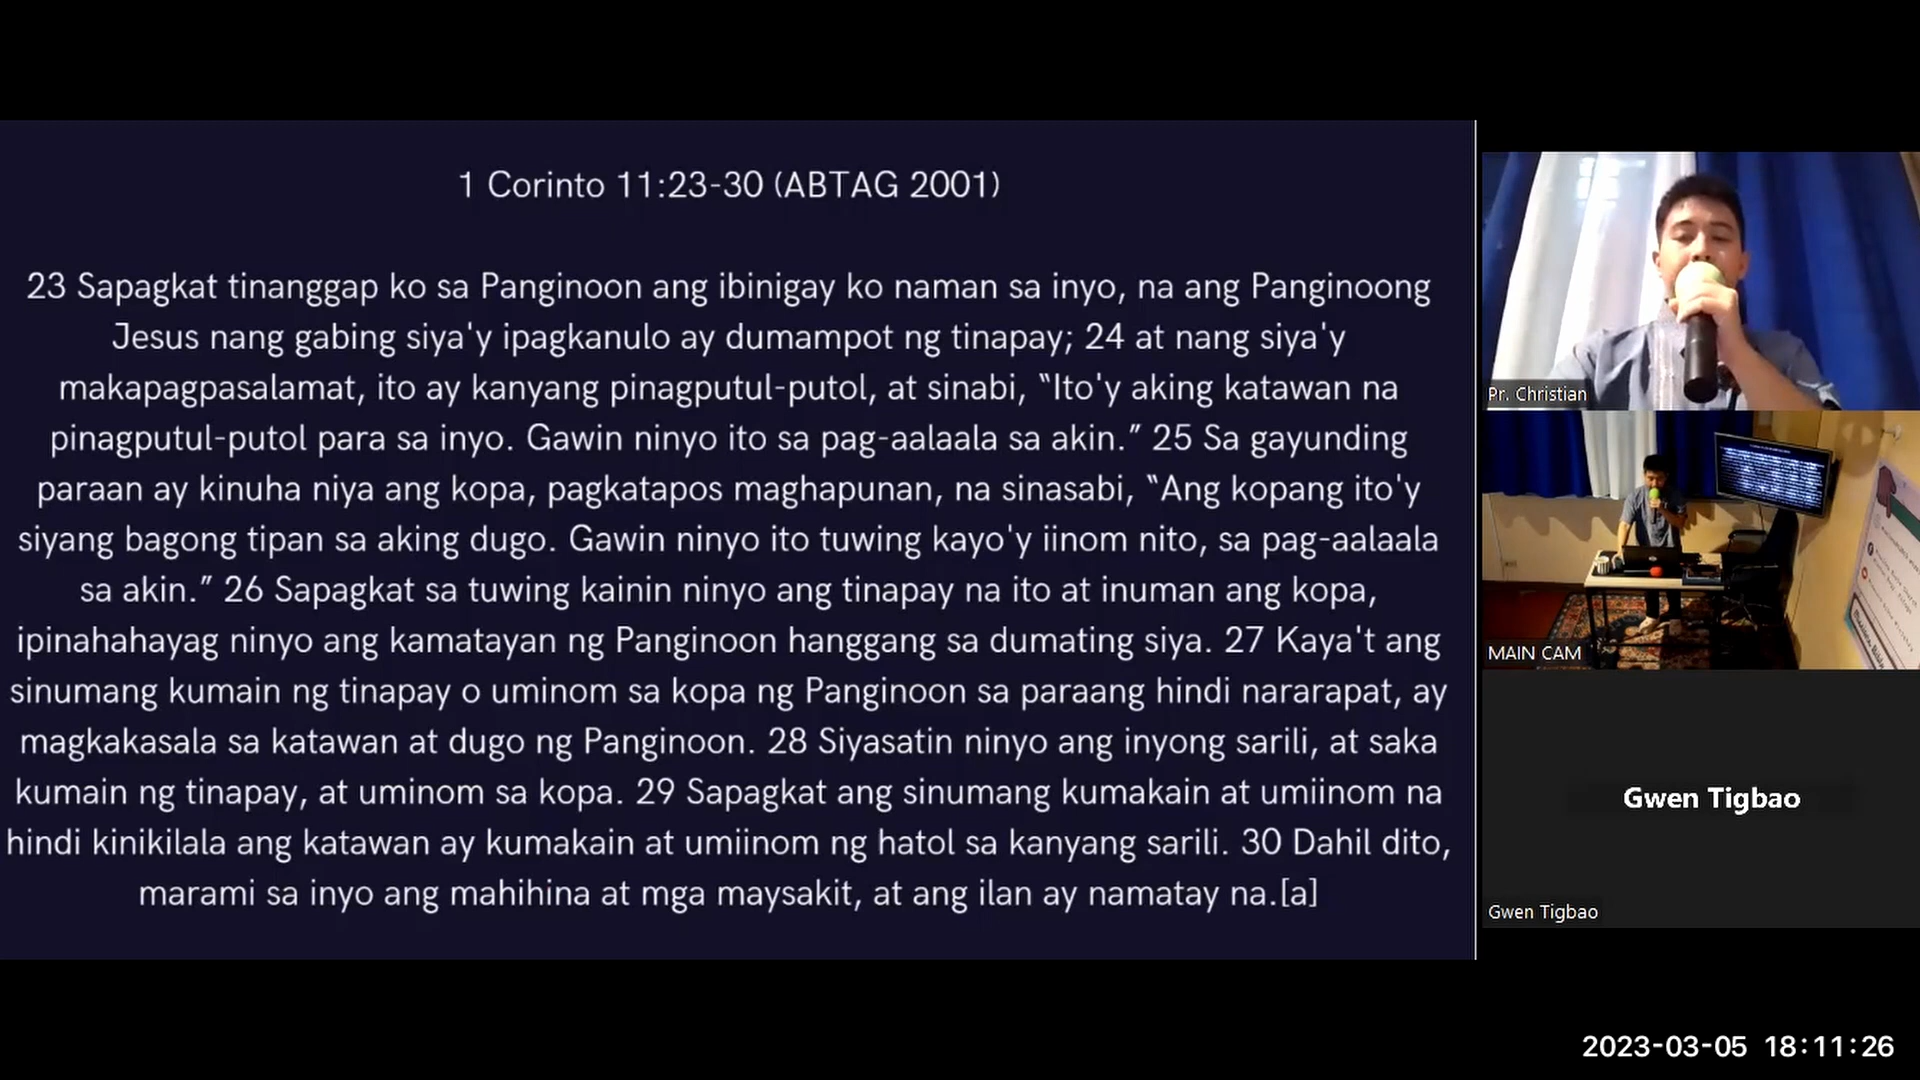 1 Corinto 11:23-30 (ABTAG 2001)
23 Sapagkat tinanggap ko sa Panginoon ang ibinigay ko naman sa inyo, na ang Panginoong
Jesus nang gabing siya'y ipagkanulo ay dumampot ng tinapay; 24 at nang siya'y
makapagpasalamat, ito ay kanyang pinagputul-putol, at sinabi, “Ito'y aking katawan na
pinagputul-putol para sa inyo. Gawin ninyo ito sa pag-aalaala sa akin.” 25 Sa gayunding
paraan ay kinuha niya ang kopa, pagkatapos maghapunan, na sinasabi, “Ang kopang ito'y
siyang bagong tipan sa aking dugo. Gawin ninyo ito tuwing kayo'y iinom nito, sa pag-aalaala
sa akin.” 26 Sapagkat sa tuwing kainin ninyo ang tinapay na ito at inuman ang kopa,
ipinahahayag ninyo ang kamatayan ng Panginoon hanggang sa dumating siya. 27 Kaya't ang
sinumang kumain ng tinapay o uminom sa kopa ng Panginoon sa paraang hindi nararapat, ay
magkakasala sa katawan at dugo ng Panginoon. 28 Siyasatin ninyo ang inyong sarili, at saka
kumain ng tinapay, at uminom sa kopa. 29 Sapagkat ang sinumang kumakain at umiinom na
hindi kinikilala ang katawan ay kumakain at umiinom ng hatol sa kanyang sarili. 30 Dahil dito,
marami sa inyo ang mahihina at mga maysakit, at ang ilan ay namatay na.[a]
Pr. Christian
MAIN CAM
Gwen Tigbao
Gwen Tigbao
2023-03-05 18:11:26